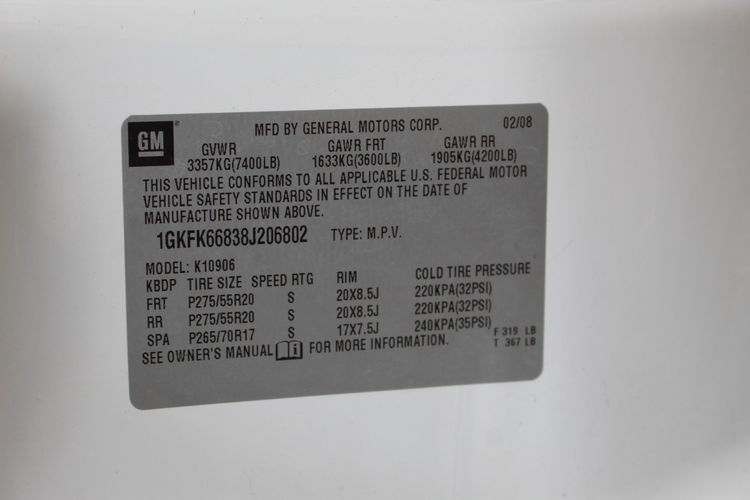 GM
MFD BY GENERAL MOTORS CORP. 02/08
GVWR GAWR FRT GAWR RR
3357KG(7400LB) 1633KG(3600LB) 1905KG(4200LB)
THIS VEHICLE CONFORMS TO ALL APPLICABLE U.S. FEDERAL MOTOR
VEHICLE SAFETY STANDARDS IN EFFECT ON THE DATE OF
MANUFACTURE SHOWN ABOVE.
1GKFK66838J206802 TYPE: M.P.V.
MODEL: K10906
KBDP TIRE SIZE SPEED RTG RIM COLD TIRE PRESSURE
FRT P275/55R20 S 20X8.5J 220KPA(32PSI)
RR P275/55R20 S 20X8.5J 220KPA(32PSI)
SPA P265/70R17 S 17X7.5J 240KPA(35PSI)
F 319 LB
T 367 LB
SEE OWNER'S MANUAL i FOR MORE INFORMATION.